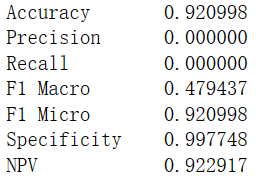 Accuracy 0.920998
Precision 0.000000
Recall 0.000000
F1 Macro 0.479437
F1 Micro 0.920998
Specificity 0.997748
NPV 0.922917